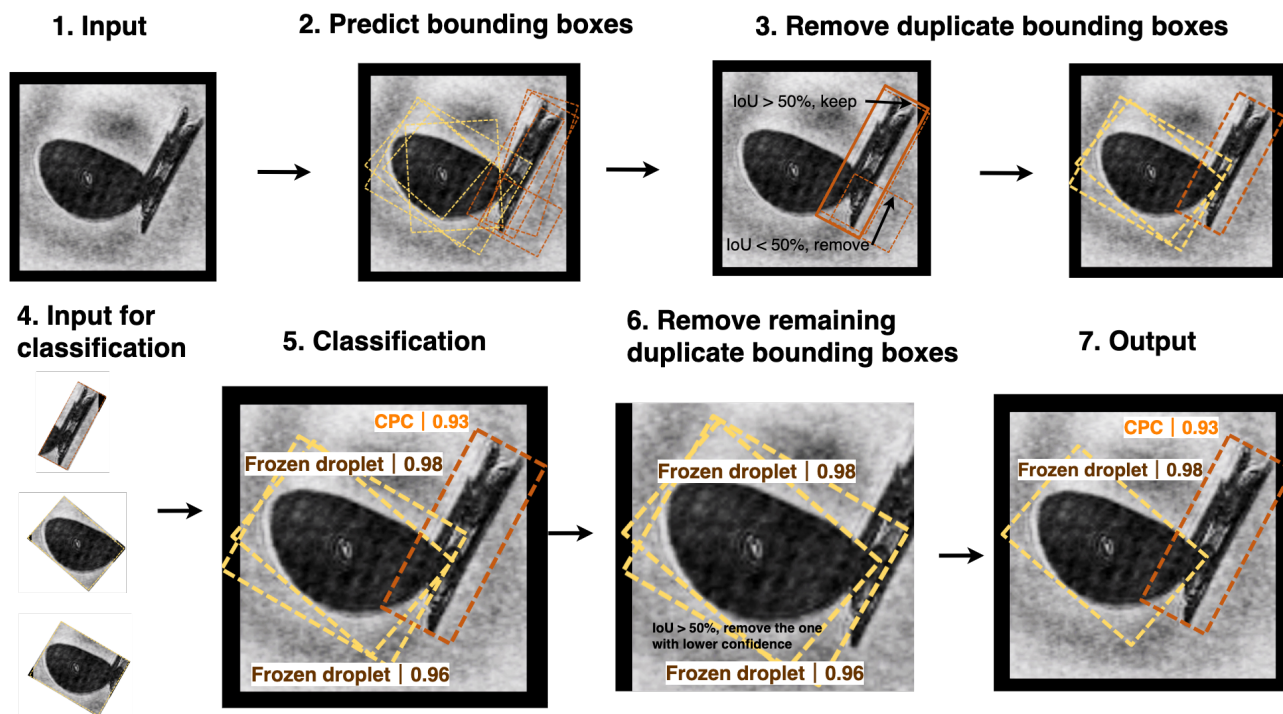 1. Input
2. Predict bounding boxes
3. Remove duplicate bounding boxes
IoU > 50%, keep
IoU < 50%, remove
4. Input for
classification
5. Classification
CPC | 0.93
Frozen droplet | 0.98
Frozen droplet | 0.96
6. Remove remaining
duplicate bounding boxes
Frozen droplet | 0.98
IoU > 50%, remove the one
with lower confidence
Frozen droplet | 0.96
7. Output
CPC | 0.93
Frozen droplet | 0.98